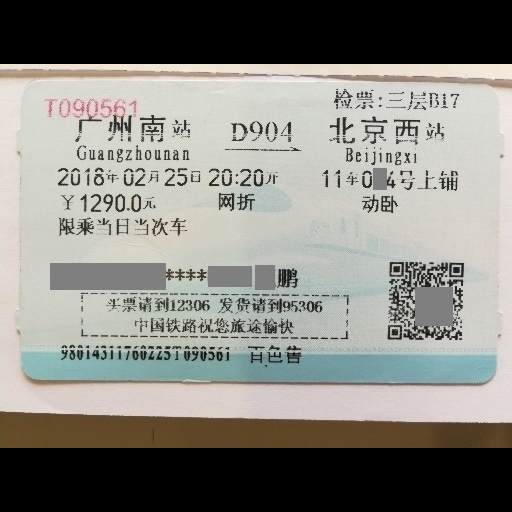 T090561
检票:三层B17
广州南站 D904 北京西站
Guangzhounan Beijingxi
2018年02月25日20:20开 11车04号上铺
¥1290.0元 网折 动卧
限乘当日当次车
**** 鹏
买票请到12306 发货请到95306
中国铁路祝您旅途愉快
98014311760225T090561 百色售